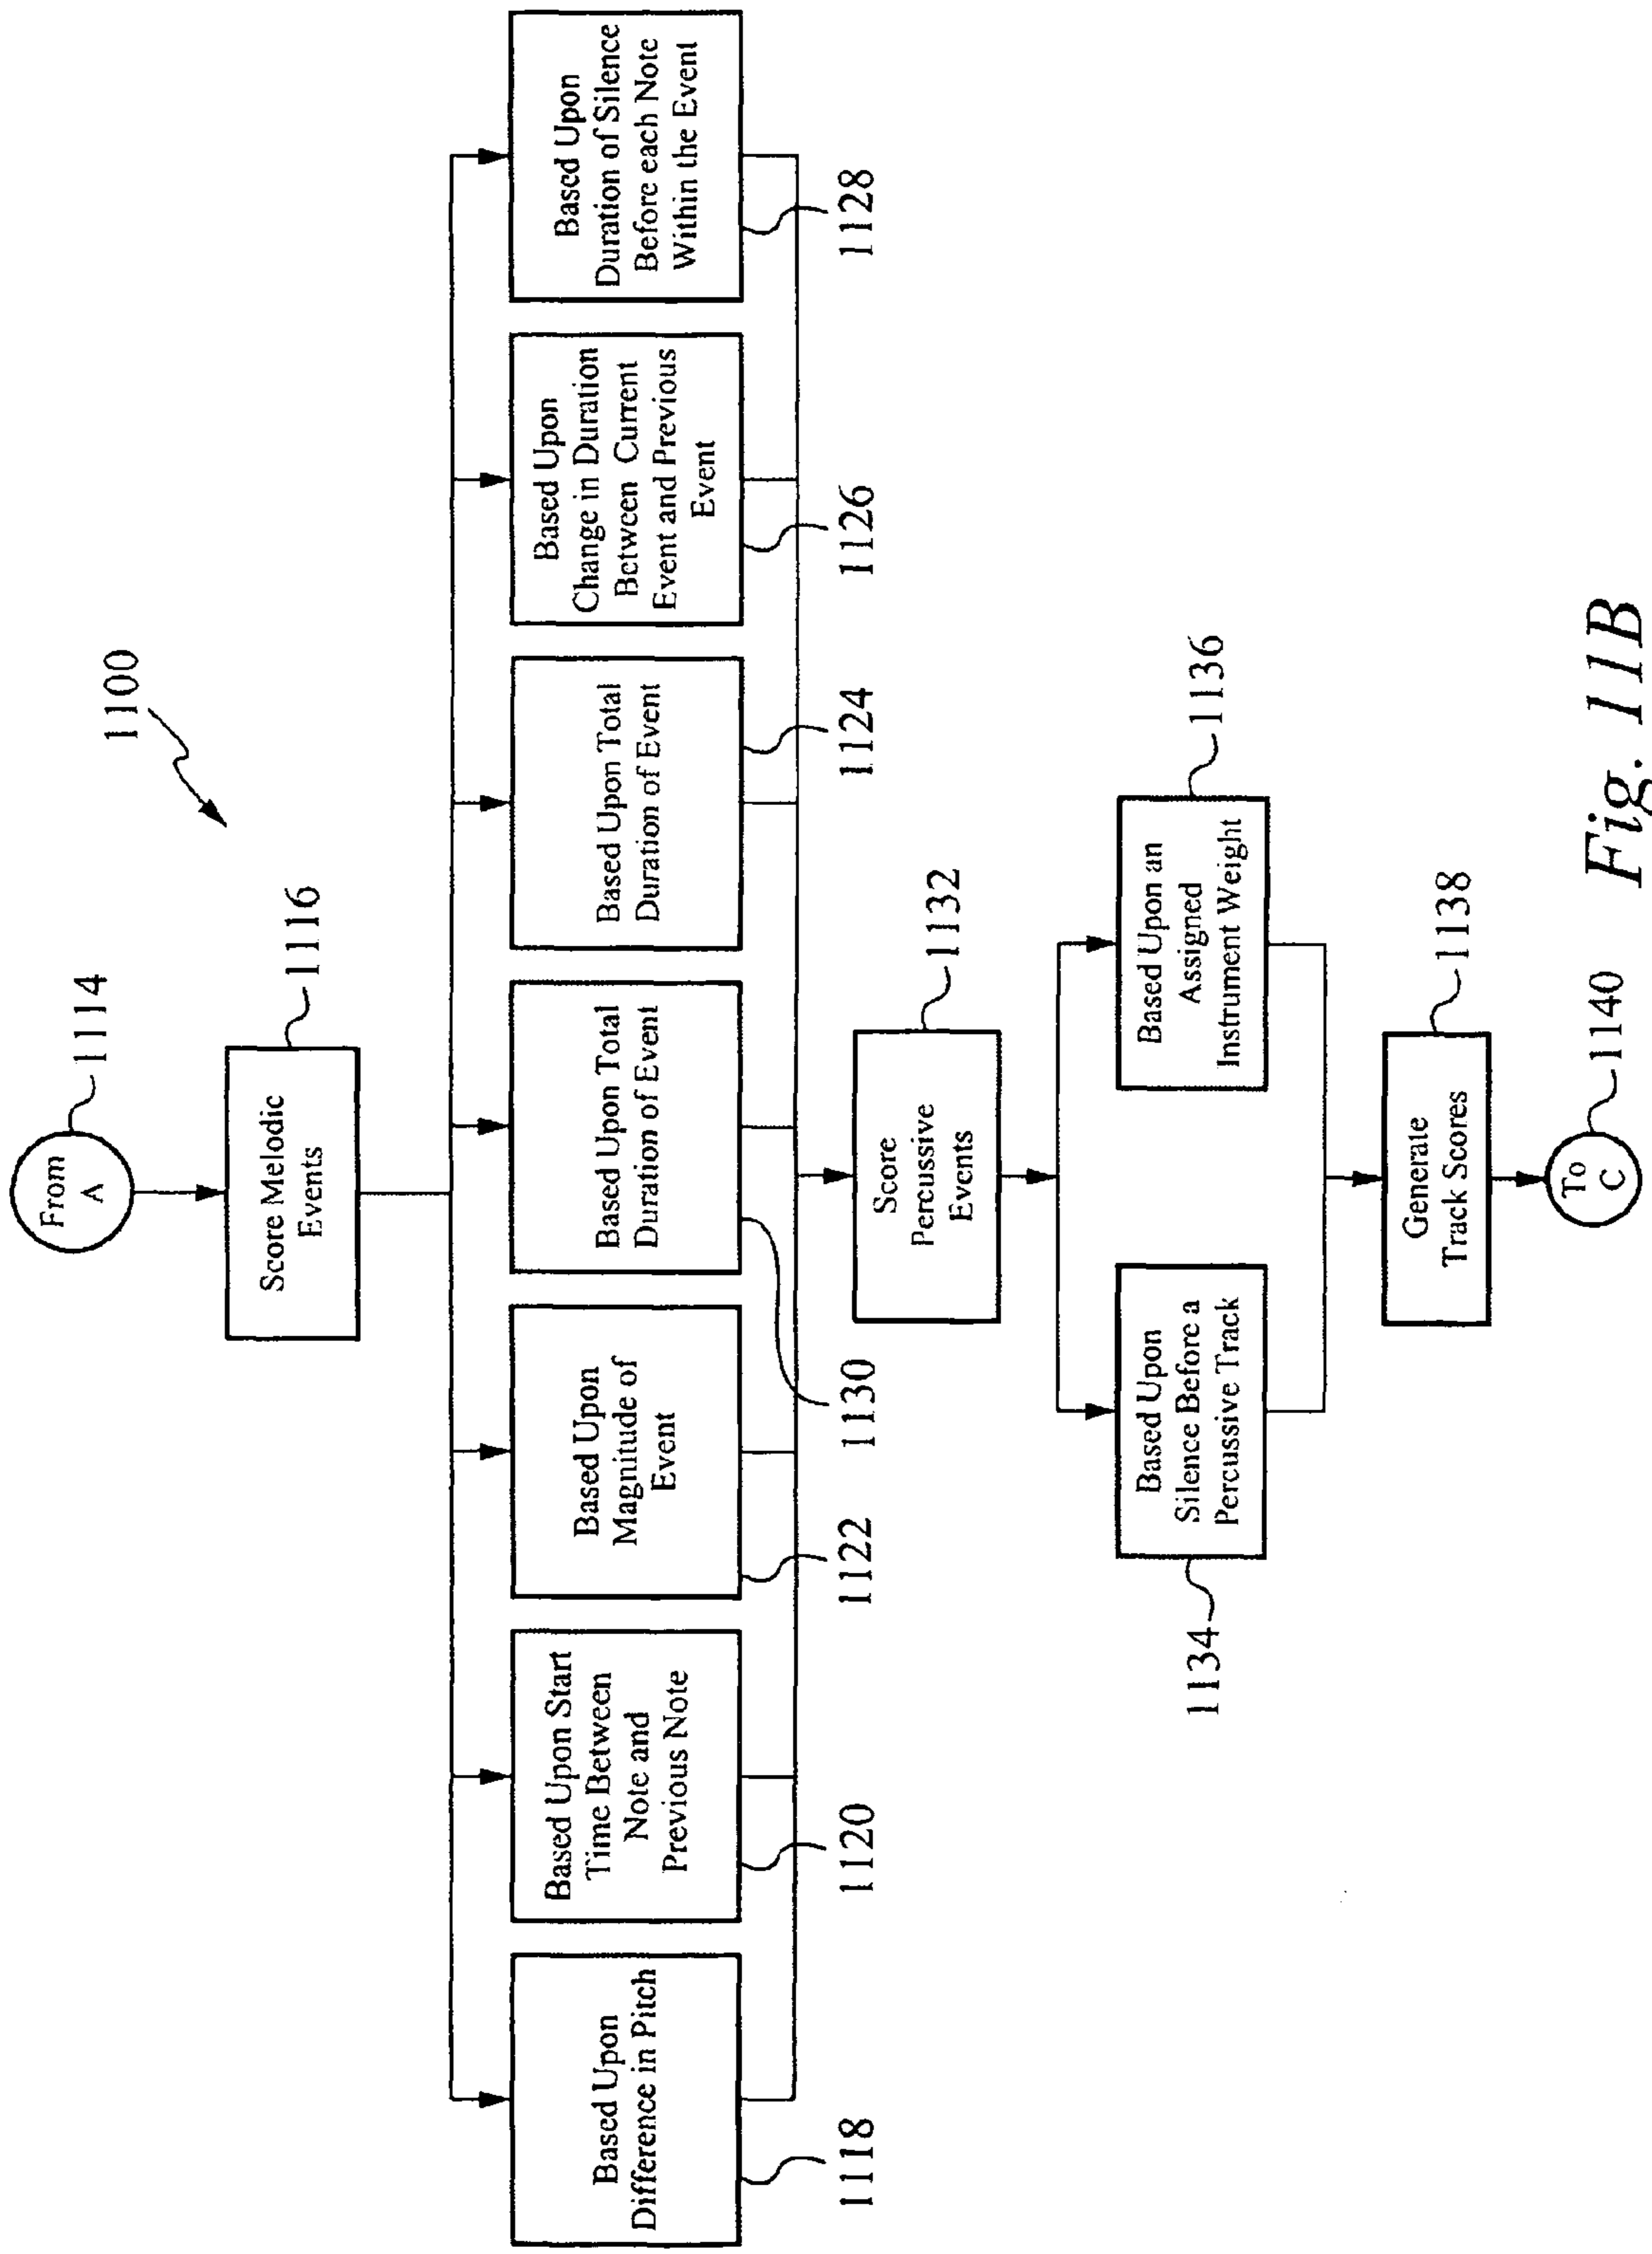 1100
From
A
1114
Score Melodic
Events
1116
Based Upon
Difference in Pitch
1118
Based Upon Start
Time Between
Note and
Previous Note
1120
Based Upon
Magnitude of
Event
1122
Based Upon Total
Duration of Event
1130
Based Upon Total
Duration of Event
1124
Based Upon
Change in Duration
Between Current
Event and Previous
Event
1126
Based Upon
Duration of Silence
Before each Note
Within the Event
1128
Score
Percussive
Events
1132
Based Upon
Silence Before a
Percussive Track
1134
Based Upon an
Assigned
Instrument Weight
1136
Generate
Track Scores
1138
To
C
1140
Fig. 11B